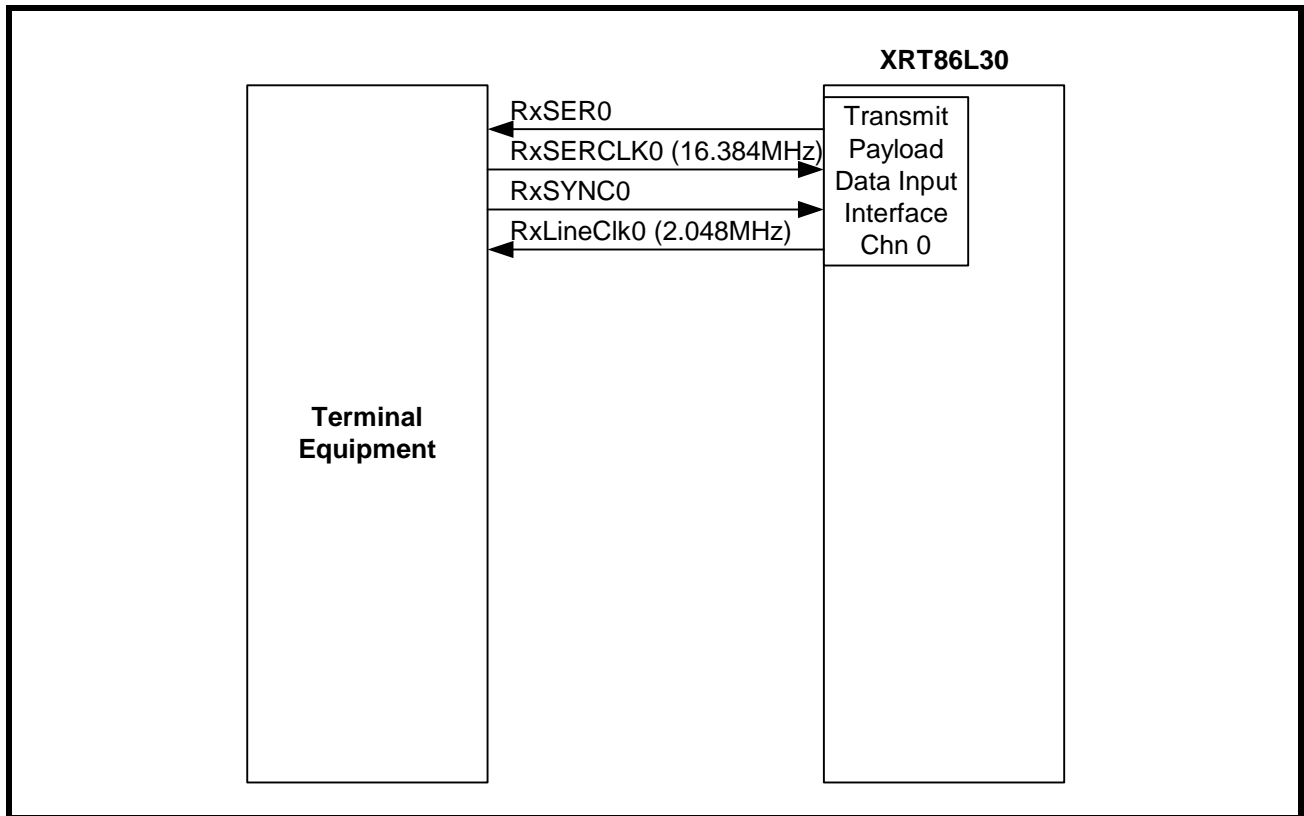 XRT86L30
RxSER0
RxSERCLK0 (16.384MHz)
RxSYNC0
RxLineClk0 (2.048MHz)
Transmit
Payload
Data Input
Interface
Chn 0
Terminal
Equipment